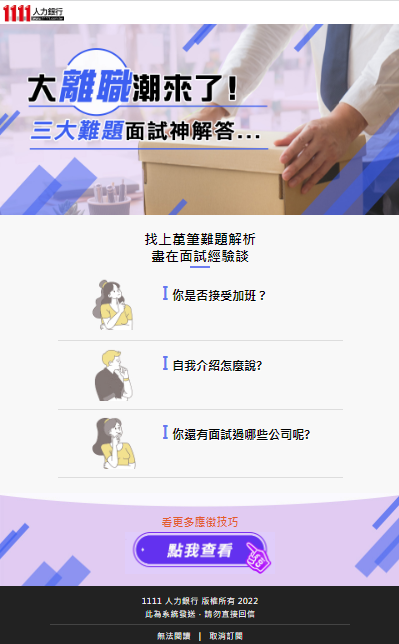 1111 人力銀行
大離職潮來了!
三大難題面試神解答...
找上萬筆難題解析
盡在面試經驗談
你是否接受加班？
自我介紹怎麼說?
你還有面試過哪些公司呢?
看更多應徵技巧
點我查看
GO!
1111 人力銀行 版權所有 2022
此為系統發送，請勿直接回信
無法閱讀 | 取消訂閱